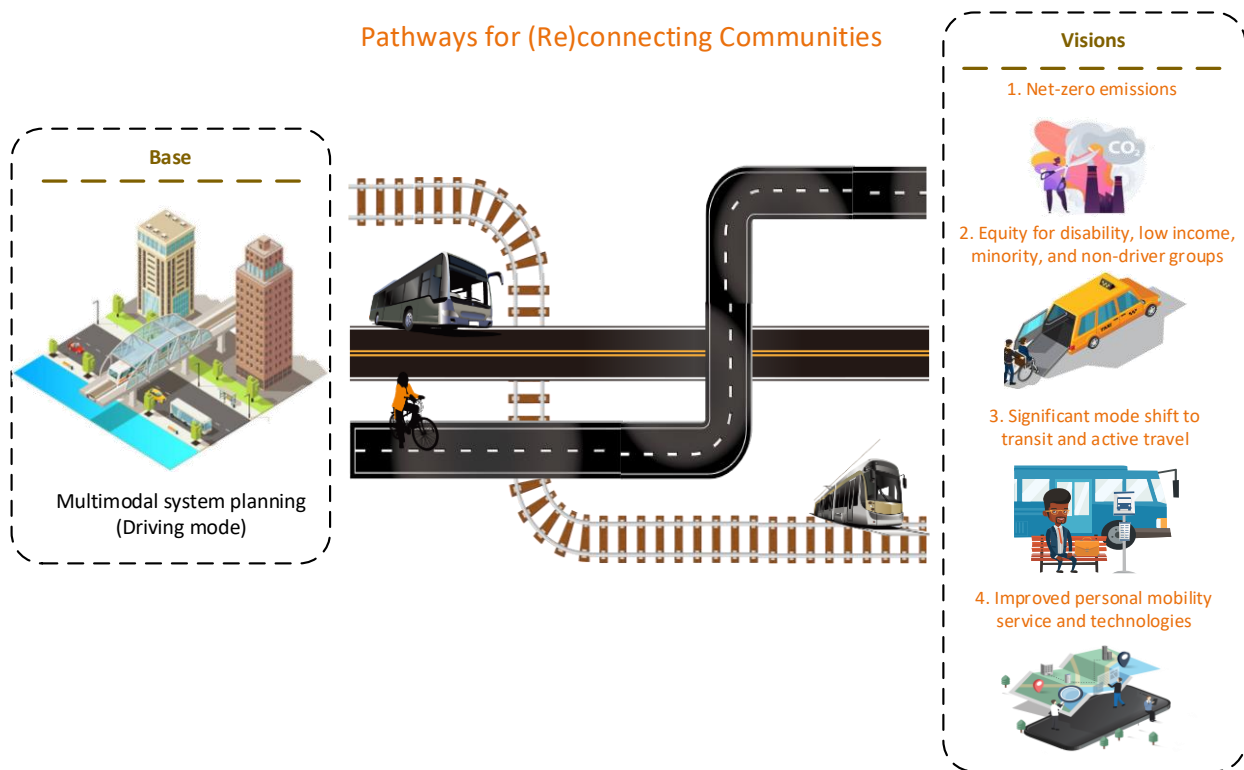 Pathways for (Re)connecting Communities
Base
Multimodal system planning
(Driving mode)
Visions
1. Net-zero emissions
CO₂
2. Equity for disability, low income,
minority, and non-driver groups
TAXI
3. Significant mode shift to
transit and active travel
4. Improved personal mobility
service and technologies